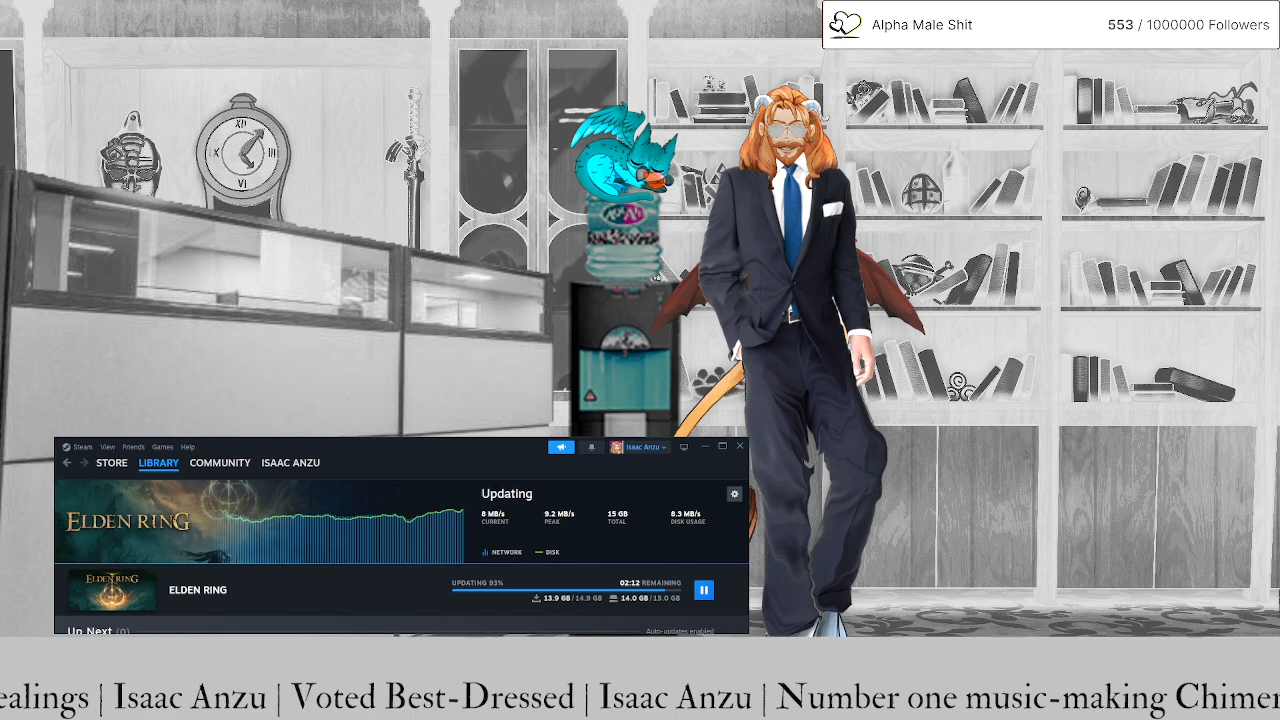 Alpha Male Shit 553 / 1000000 Followers
XII
III
VI
IX
Steam View Friends Games Help Isaac Anzu
STORE LIBRARY COMMUNITY ISAAC ANZU
ELDEN RING
Updating
8 MB/s 9.2 MB/s 15 GB 8.3 MB/s
CURRENT PEAK TOTAL DISK USAGE
NETWORK DISK
ELDEN RING
ELDEN RING
UPDATING 93% 02:12 REMAINING
13.9 GB / 14.9 GB 14.0 GB / 15.0 GB
Up Next (0) Auto-updates enabled
ealings | Isaac Anzu | Voted Best-Dressed | Isaac Anzu | Number one music-making Chimer